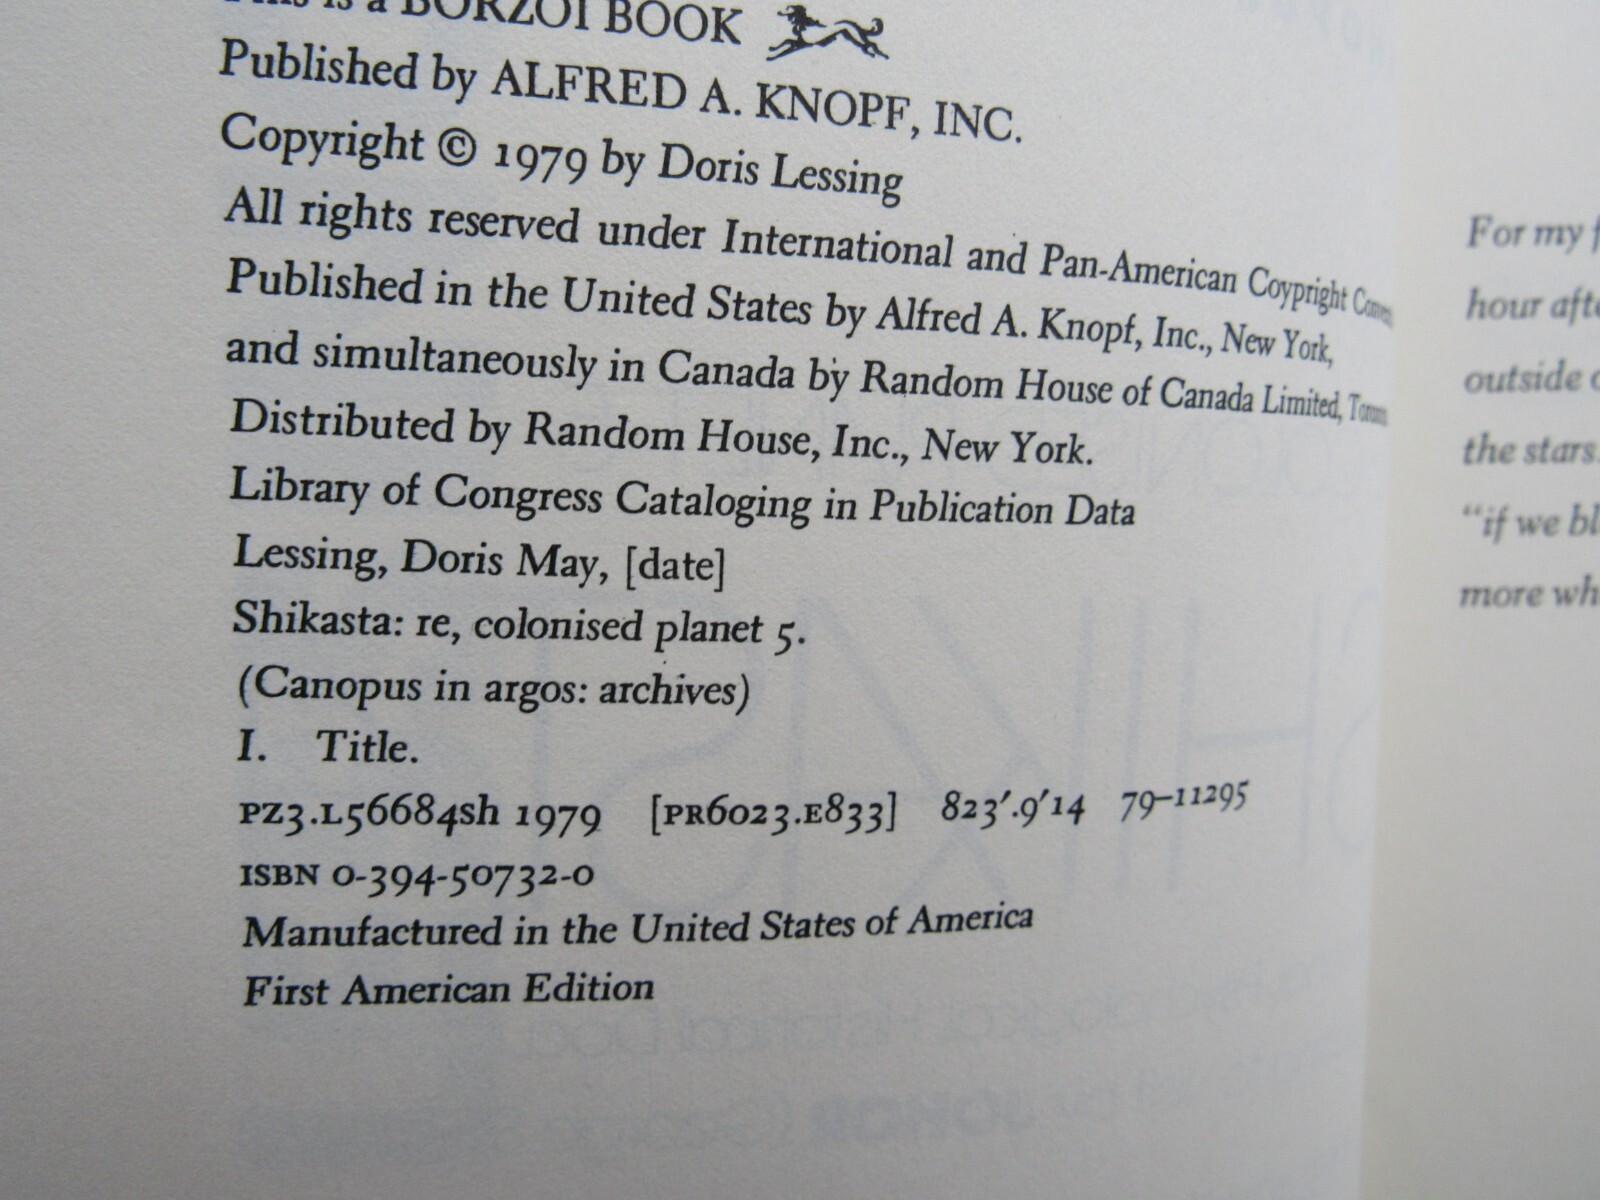 This is a BORZOI BOOK
Published by ALFRED A. KNOPF, INC.
Copyright © 1979 by Doris Lessing
All rights reserved under International and Pan-American Coypright
Published in the United States by Alfred A. Knopf, Inc., New York,
and simultaneously in Canada by Random House of Canada Limited,
Distributed by Random House, Inc., New York.
Library of Congress Cataloging in Publication Data
Lessing, Doris May, [date]
Shikasta: re, colonised planet 5.
(Canopus in argos: archives)
I. Title.
PZ3.L56684sh 1979 [PR6023.E833] 823'.9'14 79-11295
ISBN 0-394-50732-0
Manufactured in the United States of America
First American Edition
For my
hour
outside
the stars.
"if we
more